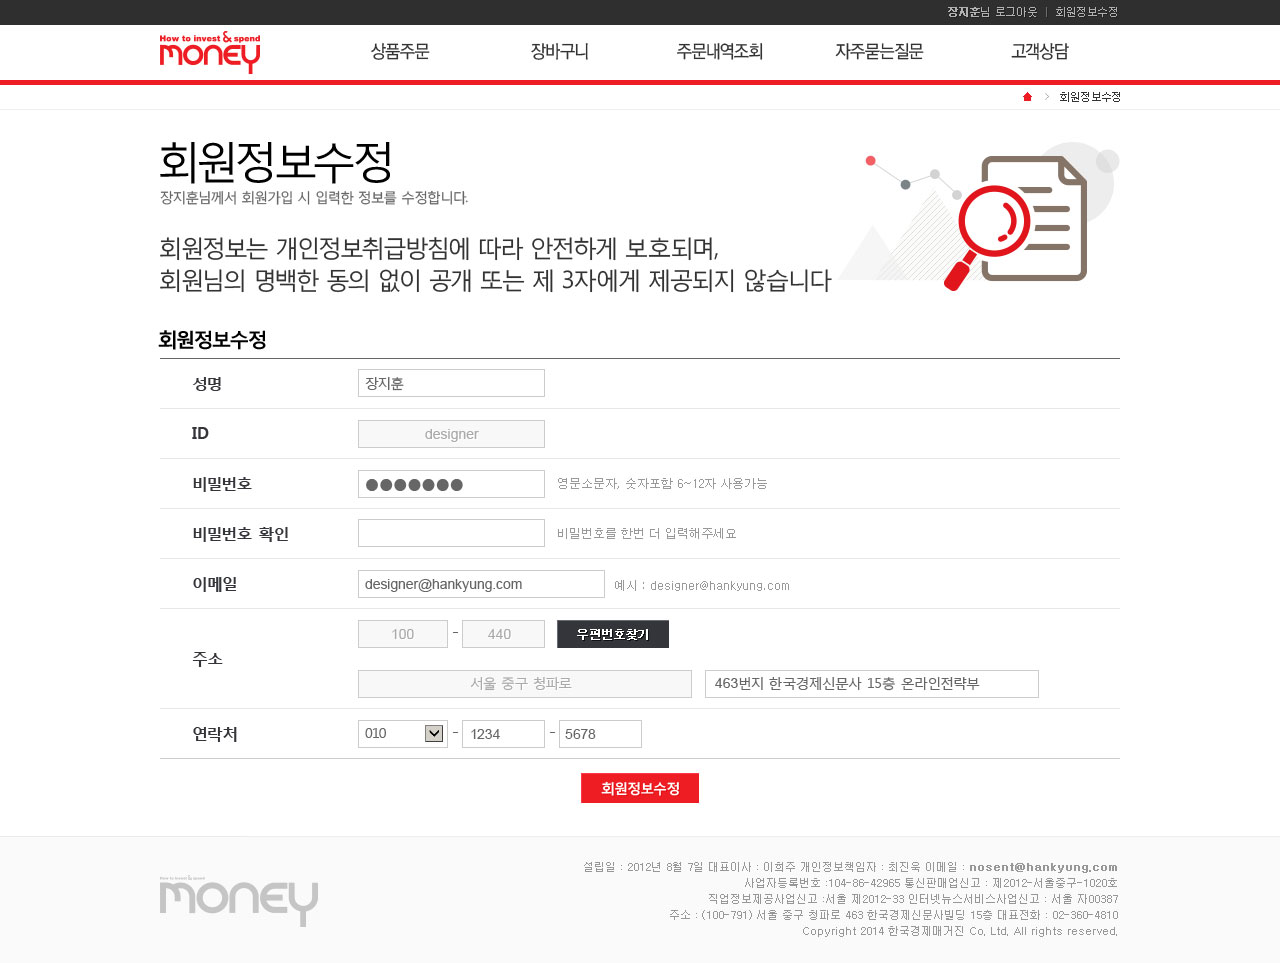 장지훈님 로그아웃 | 회원정보수정
How to invest & spend
money
상품주문 장바구니 주문내역조회 자주묻는질문 고객상담
> 회원정보수정
회원정보수정
장지훈님께서 회원가입 시 입력한 정보를 수정합니다.
회원정보는 개인정보취급방침에 따라 안전하게 보호되며,
회원님의 명백한 동의 없이 공개 또는 제 3자에게 제공되지 않습니다
회원정보수정
성명 장지훈
ID designer
비밀번호 ●●●●●●● 영문소문자, 숫자포함 6~12자 사용가능
비밀번호 확인 비밀번호를 한번 더 입력해주세요
이메일 designer@hankyung.com 예시 : designer@hankyung.com
주소 100 - 440 우편번호찾기
서울 중구 청파로 463번지 한국경제신문사 15층 온라인전략부
연락처 010 - 1234 - 5678
회원정보수정
How to invest & spend
money
설립일 : 2012년 8월 7일 대표이사 : 이희주 개인정보책임자 : 최진욱 이메일 : nosent@hankyung.com
사업자등록번호 :104-86-42965 통신판매업신고 : 제2012-서울중구-1020호
직업정보제공사업신고 :서울 제2012-33 인터넷뉴스서비스사업신고 : 서울 자00387
주소 : (100-791) 서울 중구 청파로 463 한국경제신문사빌딩 15층 대표전화 : 02-360-4810
Copyright 2014 한국경제매거진 Co. Ltd. All rights reserved.